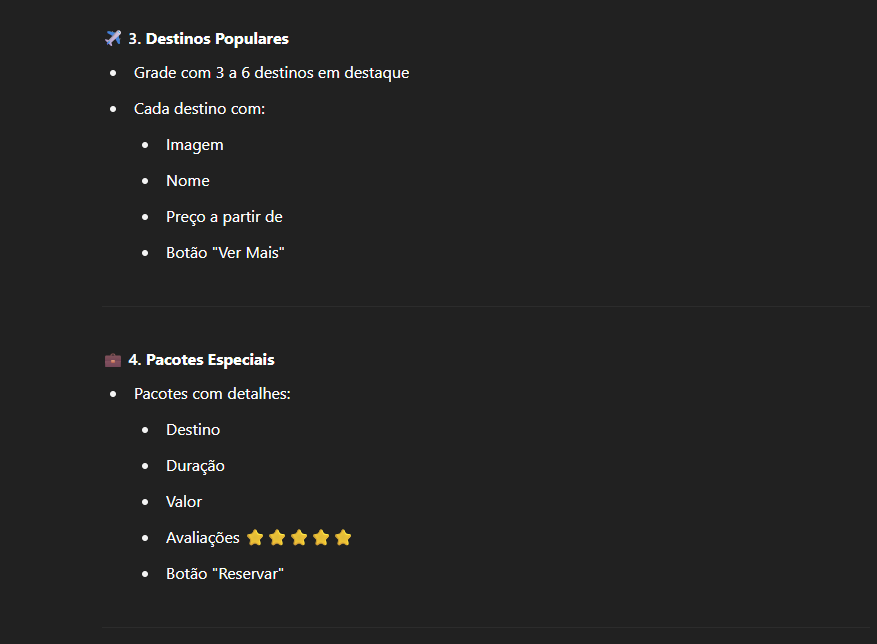 ✈️ 3. Destinos Populares
• Grade com 3 a 6 destinos em destaque
• Cada destino com:
• Imagem
• Nome
• Preço a partir de
• Botão "Ver Mais"
💼 4. Pacotes Especiais
• Pacotes com detalhes:
• Destino
• Duração
• Valor
• Avaliações ⭐⭐⭐⭐⭐
• Botão "Reservar"